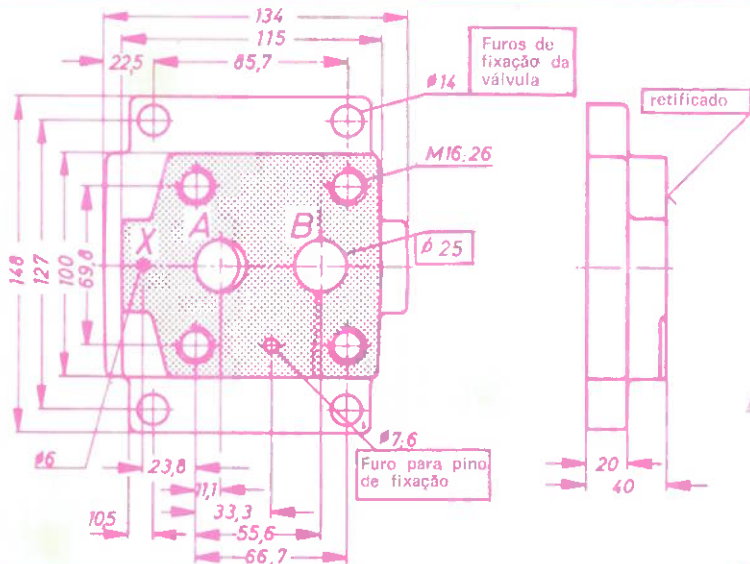 134
115
22,5
85,7
Furos de
fixação da
válvula
ø14
retificado
M16;26
A
B
X
ø 25
148
127
100
69,8
ø6
ø7;6
Furo para pino
de fixação
23,8
11,1
33,3
10,5
55,6
66,7
20
40